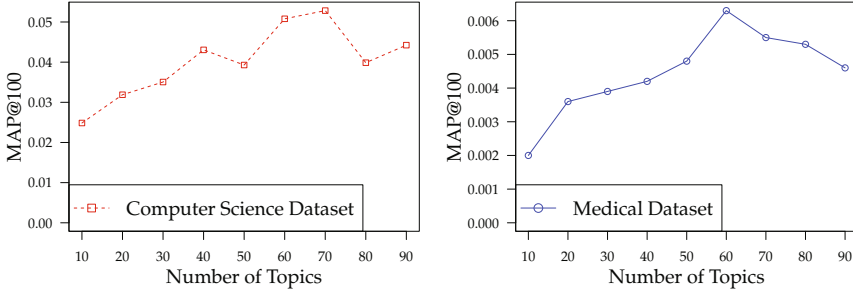 0.05
0.04
0.03
0.02
0.01
0.00
MAP@100
Computer Science Dataset
10 20 30 40 50 60 70 80 90
Number of Topics
0.006
0.005
0.004
0.003
0.002
0.001
0.000
MAP@100
Medical Dataset
10 20 30 40 50 60 70 80 90
Number of Topics